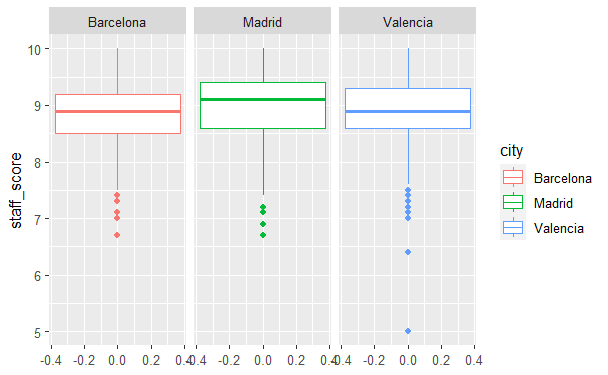 Barcelona Madrid Valencia
10
9
8
7
6
5
staff_score
-0.4 -0.2 0.0 0.2 0.4 -0.4 -0.2 0.0 0.2 0.4 -0.4 -0.2 0.0 0.2 0.4
city
Barcelona
Madrid
Valencia